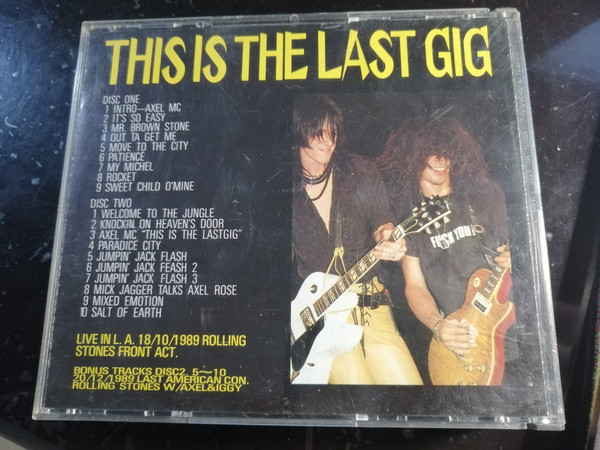 THIS IS THE LAST GIG
DISC ONE
1 INTRO—AXEL MC
2 IT'S SO EASY
3 MR. BROWN STONE
4 OUT TA GET ME
5 MOVE TO THE CITY
6 PATIENCE
7 MY MICHEL
8 ROCKET
9 SWEET CHILD O'MINE
DISC TWO
1 WELCOME TO THE JUNGLE
2 KNOCKIN ON HEAVEN'S DOOR
3 AXEL MC "THIS IS THE LASTGIG"
4 PARADICE CITY
5 JUMPIN' JACK FLASH
6 JUMPIN' JACK FEASH 2
7 JUMPIN' JACK FLASH 3
8 MICK JAGGER TALKS AXEL ROSE
9 MIXED EMOTION
10 SALT OF EARTH
LIVE IN L. A. 18/10/1989 ROLLING
STONES FRONT ACT.
BONUS TRACKS DISC2. 5〜10
20/12/1989 LAST AMERICAN CON.
ROLLING STONES W/AXEL&IGGY